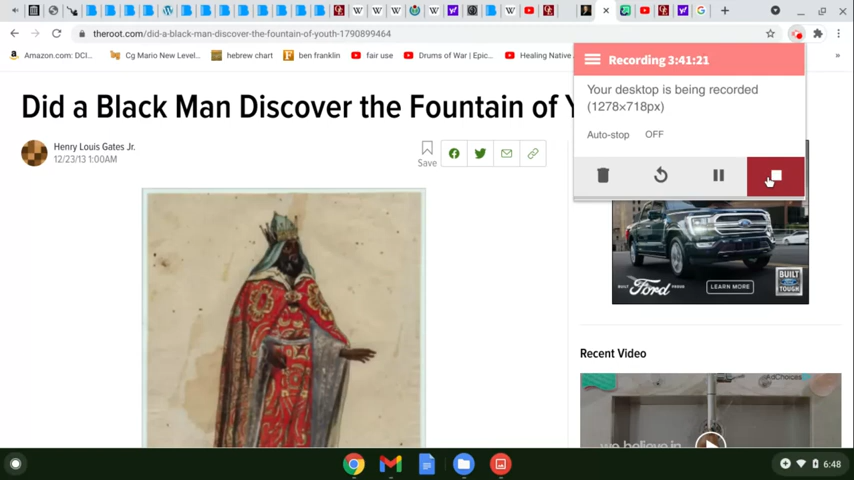 theroot.com/did-a-black-man-discover-the-fountain-of-youth-1790899464
Amazon.com: DCI...
Cg Mario New Level...
hebrew chart
ben franklin
fair use
Drums of War | Epic...
Healing Native
»
Recording 3:41:21
Your desktop is being recorded
(1278×718px)
Auto-stop OFF
Did a Black Man Discover the Fountain of Y
Henry Louis Gates Jr.
12/23/13 1:00AM
Save
Ford
LEARN MORE
BUILT
Ford
TOUGH
Recent Video
AdChoices
we believe in
6:48